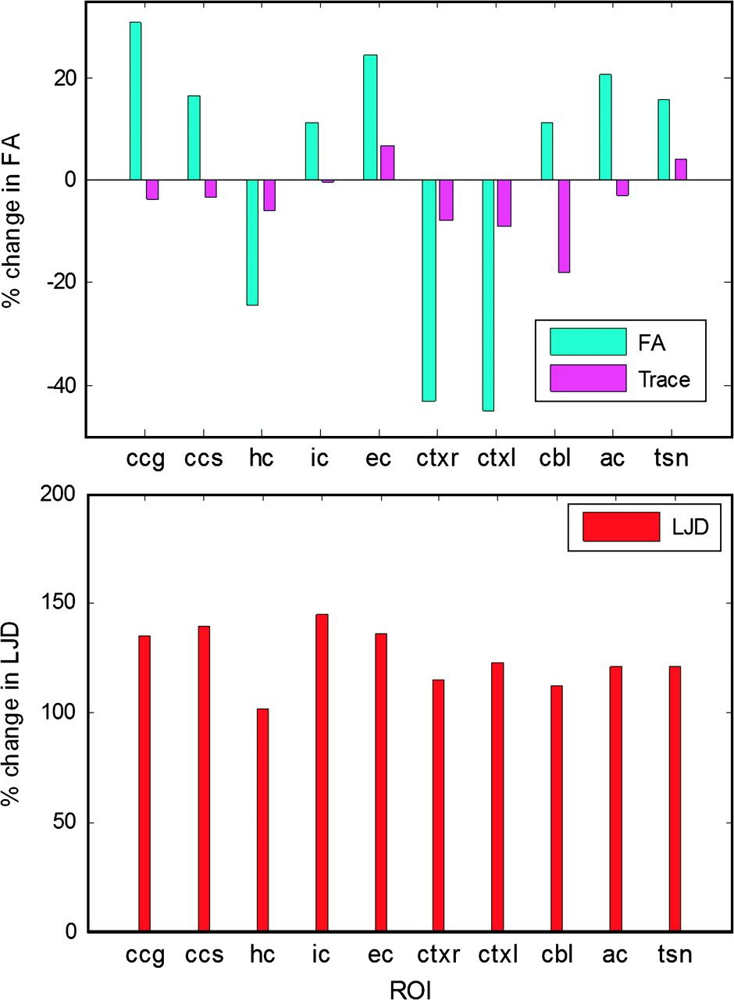 % change in FA
20
0
-20
-40
FA
Trace
ccg ccs hc ic ec ctxr ctxl cbl ac tsn
% change in LJD
200
150
100
50
0
LJD
ccg ccs hc ic ec ctxr ctxl cbl ac tsn
ROI